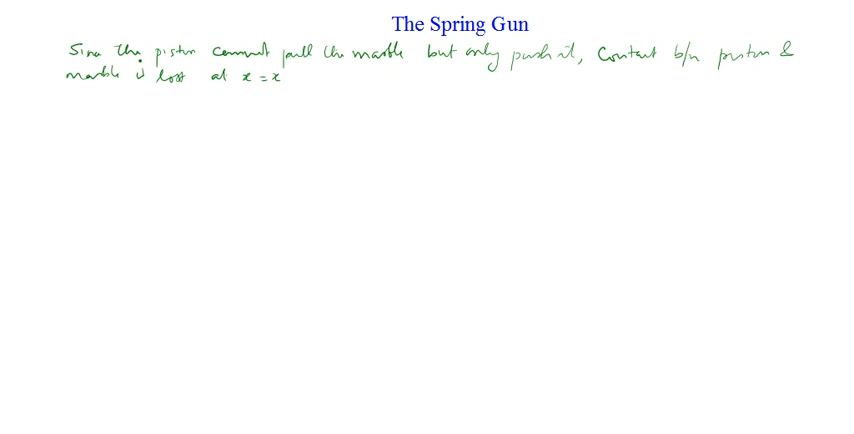 The Spring Gun
Since the piston cannot pull the marble but only push it, Contact b/n piston &
marble is lost at x = x